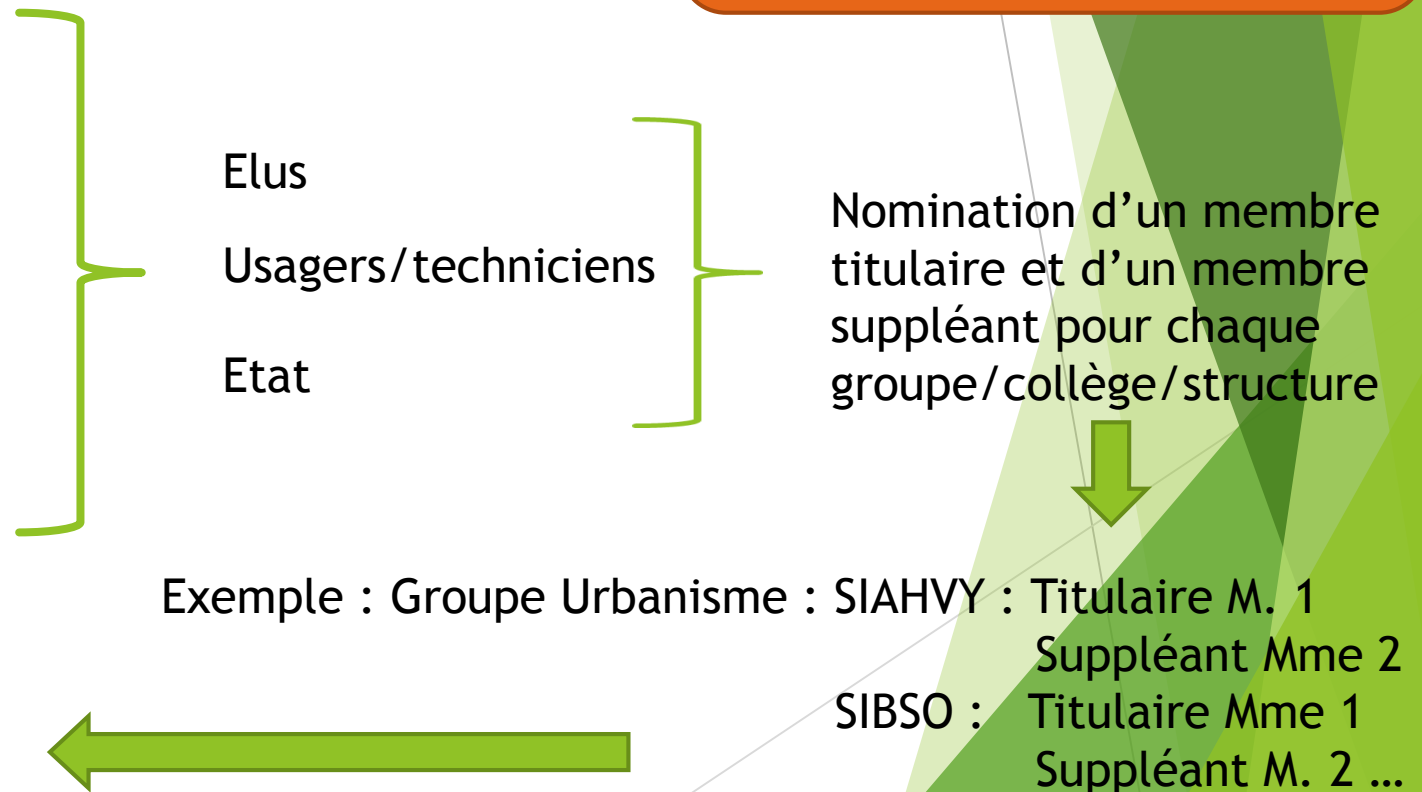 Elus
Usagers/techniciens
Etat
Nomination d’un membre
titulaire et d’un membre
suppléant pour chaque
groupe/collège/structure
Exemple : Groupe Urbanisme : SIAHVY : Titulaire M. 1
Suppléant Mme 2
SIBSO : Titulaire Mme 1
Suppléant M. 2 …